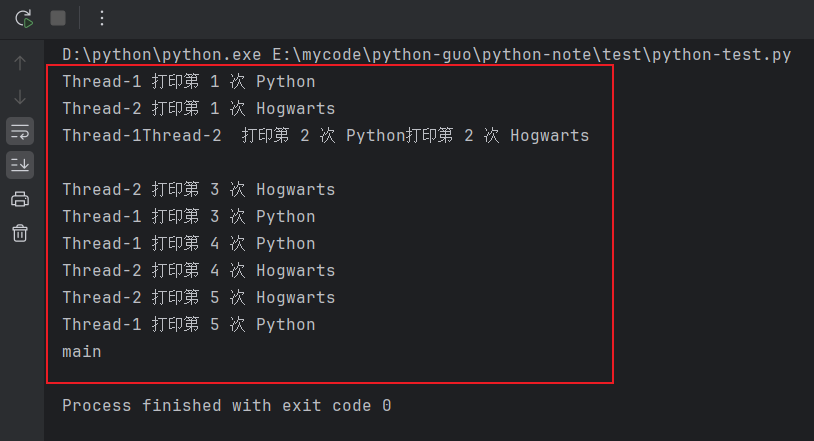 D:\python\python.exe E:\mycode\python-guo\python-note\test\python-test.py
Thread-1 打印第 1 次 Python
Thread-2 打印第 1 次 Hogwarts
Thread-1Thread-2  打印第 2 次 Python打印第 2 次 Hogwarts
Thread-2 打印第 3 次 Hogwarts
Thread-1 打印第 3 次 Python
Thread-1 打印第 4 次 Python
Thread-2 打印第 4 次 Hogwarts
Thread-2 打印第 5 次 Hogwarts
Thread-1 打印第 5 次 Python
main
Process finished with exit code 0